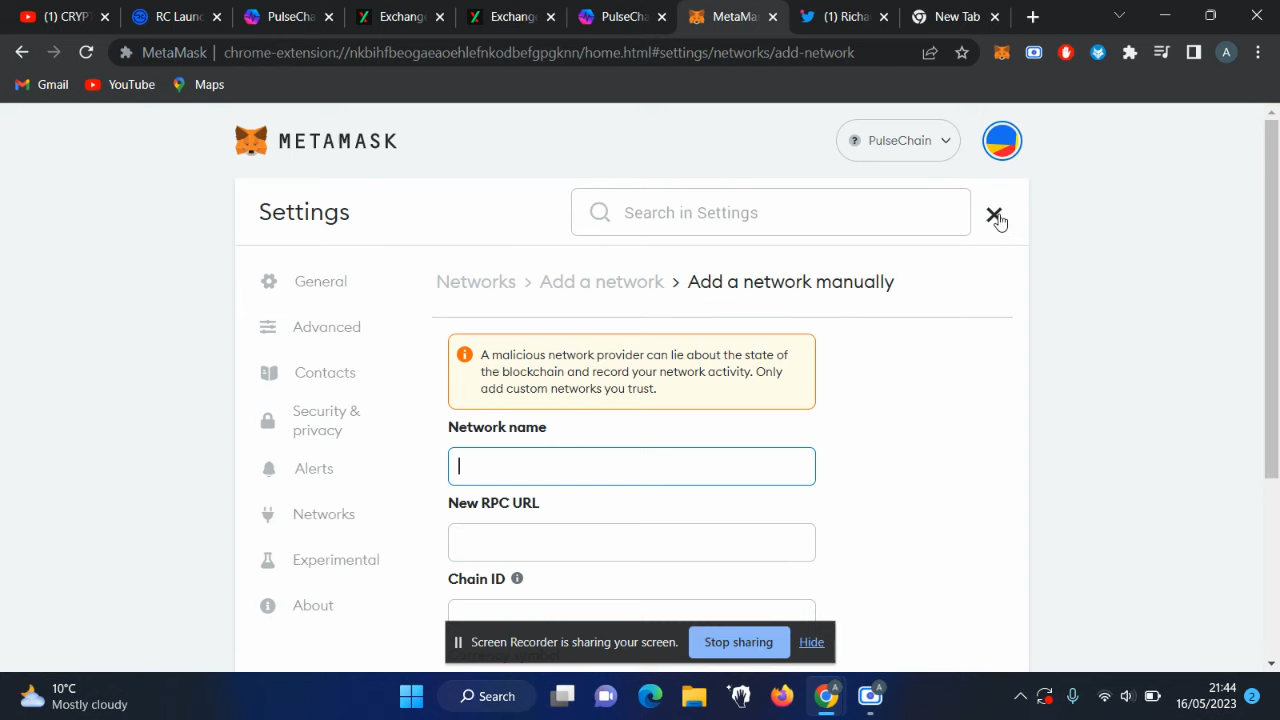 (1) CRYP
RC Laun
PulseCha
Exchang
Exchang
PulseCha
MetaMa
(1) Richa
New Tab
MetaMask
chrome-extension://nkbihfbeogaeaoehlefnkodbefgpgknn/home.html#settings/networks/add-network
A
Gmail
YouTube
Maps
METAMASK
? PulseChain
Settings
Search in Settings
General
Advanced
Contacts
Security &
privacy
Alerts
Networks
Experimental
About
Networks > Add a network > Add a network manually
A malicious network provider can lie about the state of
the blockchain and record your network activity. Only
add custom networks you trust.
Network name
New RPC URL
Chain ID
Screen Recorder is sharing your screen.
Stop sharing
Hide
10°C
Mostly cloudy
Search
21:44
16/05/2023
2